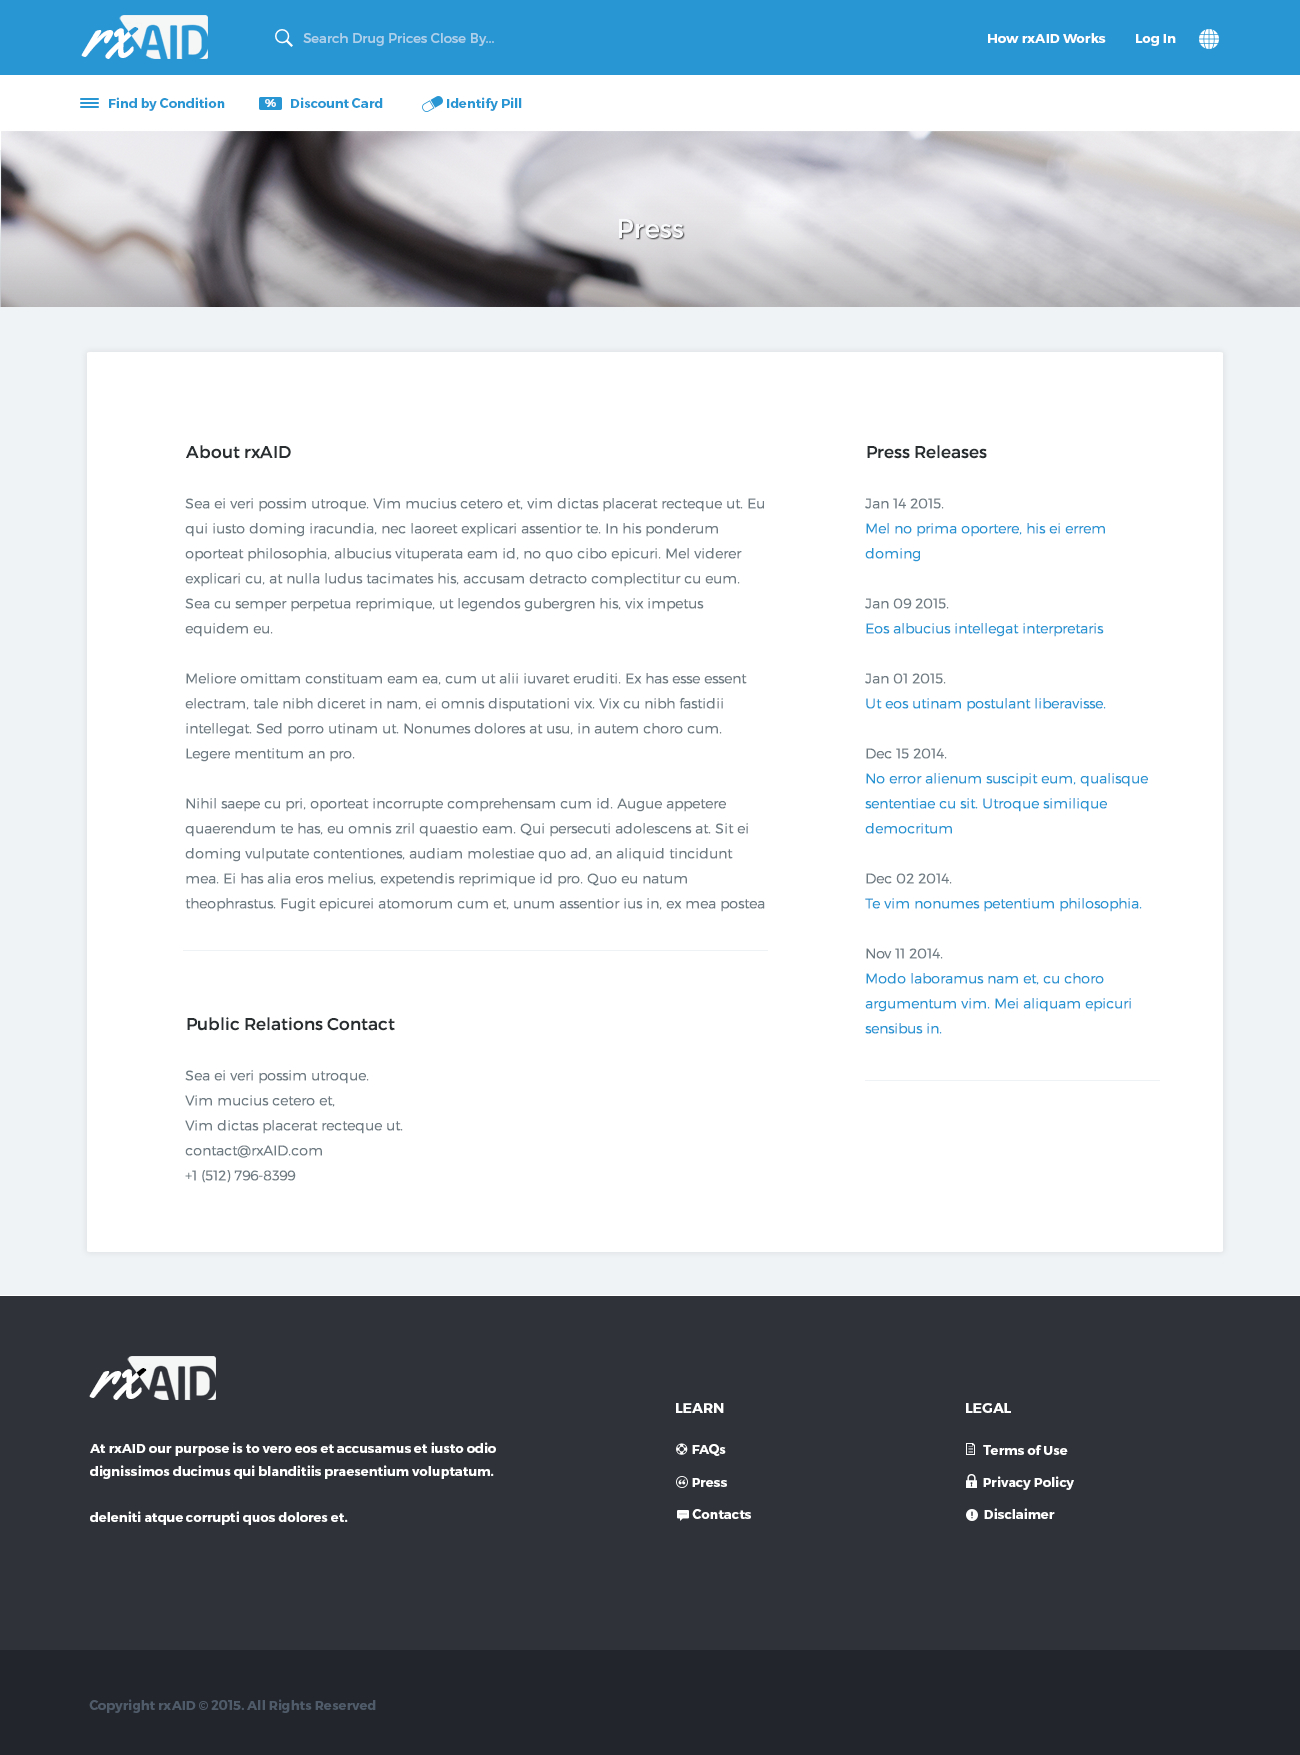 rxAID
Search Drug Prices Close By...
How rxAID Works
Log In
Find by Condition
%
Discount Card
Identify Pill
Press
About rxAID
Sea ei veri possim utroque. Vim mucius cetero et, vim dictas placerat recteque ut. Eu
qui iusto doming iracundia, nec laoreet explicari assentior te. In his ponderum
oporteat philosophia, albucius vituperata eam id, no quo cibo epicuri. Mel viderer
explicari cu, at nulla ludus tacimates his, accusam detracto complectitur cu eum.
Sea cu semper perpetua reprimique, ut legendos gubergren his, vix impetus
equidem eu.
Meliore omittam constituam eam ea, cum ut alii iuvaret eruditi. Ex has esse essent
electram, tale nibh diceret in nam, ei omnis disputationi vix. Vix cu nibh fastidii
intellegat. Sed porro utinam ut. Nonumes dolores at usu, in autem choro cum.
Legere mentitum an pro.
Nihil saepe cu pri, oporteat incorrupte comprehensam cum id. Augue appetere
quaerendum te has, eu omnis zril quaestio eam. Qui persecuti adolescens at. Sit ei
doming vulputate contentiones, audiam molestiae quo ad, an aliquid tincidunt
mea. Ei has alia eros melius, expetendis reprimique id pro. Quo eu natum
theophrastus. Fugit epicurei atomorum cum et, unum assentior ius in, ex mea postea
Public Relations Contact
Sea ei veri possim utroque.
Vim mucius cetero et,
Vim dictas placerat recteque ut.
contact@rxAID.com
+1 (512) 796-8399
Press Releases
Jan 14 2015.
Mel no prima oportere, his ei errem
doming
Jan 09 2015.
Eos albucius intellegat interpretaris
Jan 01 2015.
Ut eos utinam postulant liberavisse.
Dec 15 2014.
No error alienum suscipit eum, qualisque
sententiae cu sit. Utroque similique
democritum
Dec 02 2014.
Te vim nonumes petentium philosophia.
Nov 11 2014.
Modo laboramus nam et, cu choro
argumentum vim. Mei aliquam epicuri
sensibus in.
rxAID
At rxAID our purpose is to vero eos et accusamus et iusto odio
dignissimos ducimus qui blanditiis praesentium voluptatum.
deleniti atque corrupti quos dolores et.
LEARN
FAQs
Press
Contacts
LEGAL
Terms of Use
Privacy Policy
Disclaimer
Copyright rxAID © 2015. All Rights Reserved